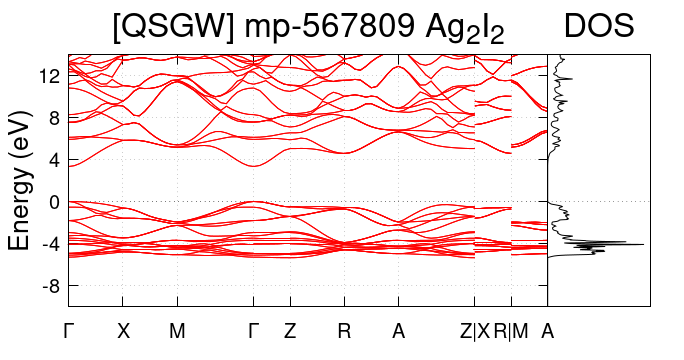 [QSGW] mp-567809 Ag₂I₂ DOS
Energy (eV)
12
8
4
0
-4
-8
Γ X M Γ Z R A Z|X R|M A